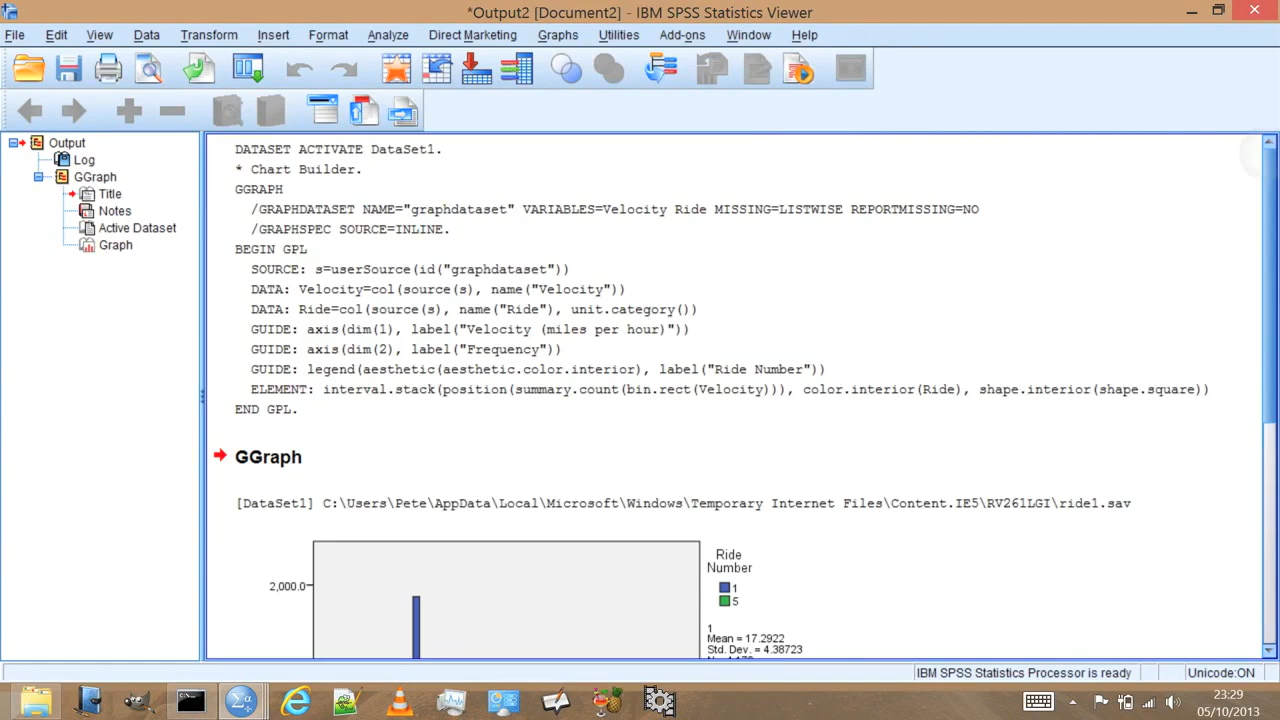 *Output2 [Document2] - IBM SPSS Statistics Viewer
File Edit View Data Transform Insert Format Analyze Direct Marketing Graphs Utilities Add-ons Window Help
Output
Log
GGraph
Title
Notes
Active Dataset
Graph
DATASET ACTIVATE DataSet1.
* Chart Builder.
GGRAPH
/GRAPHDATASET NAME="graphdataset" VARIABLES=Velocity Ride MISSING=LISTWISE REPORTMISSING=NO
/GRAPHSPEC SOURCE=INLINE.
BEGIN GPL
SOURCE: s=userSource(id("graphdataset"))
DATA: Velocity=col(source(s), name("Velocity"))
DATA: Ride=col(source(s), name("Ride"), unit.category())
GUIDE: axis(dim(1), label("Velocity (miles per hour)"))
GUIDE: axis(dim(2), label("Frequency"))
GUIDE: legend(aesthetic(aesthetic.color.interior), label("Ride Number"))
ELEMENT: interval.stack(position(summary.count(bin.rect(Velocity))), color.interior(Ride), shape.interior(shape.square))
END GPL.
GGraph
[DataSet1] C:\Users\Pete\AppData\Local\Microsoft\Windows\Temporary Internet Files\Content.IE5\RV261LGI\ride1.sav
2,000.0
Ride
Number
1
5
1
Mean = 17.2922
Std. Dev. = 4.38723
IBM SPSS Statistics Processor is ready
Unicode:ON
23:29
05/10/2013